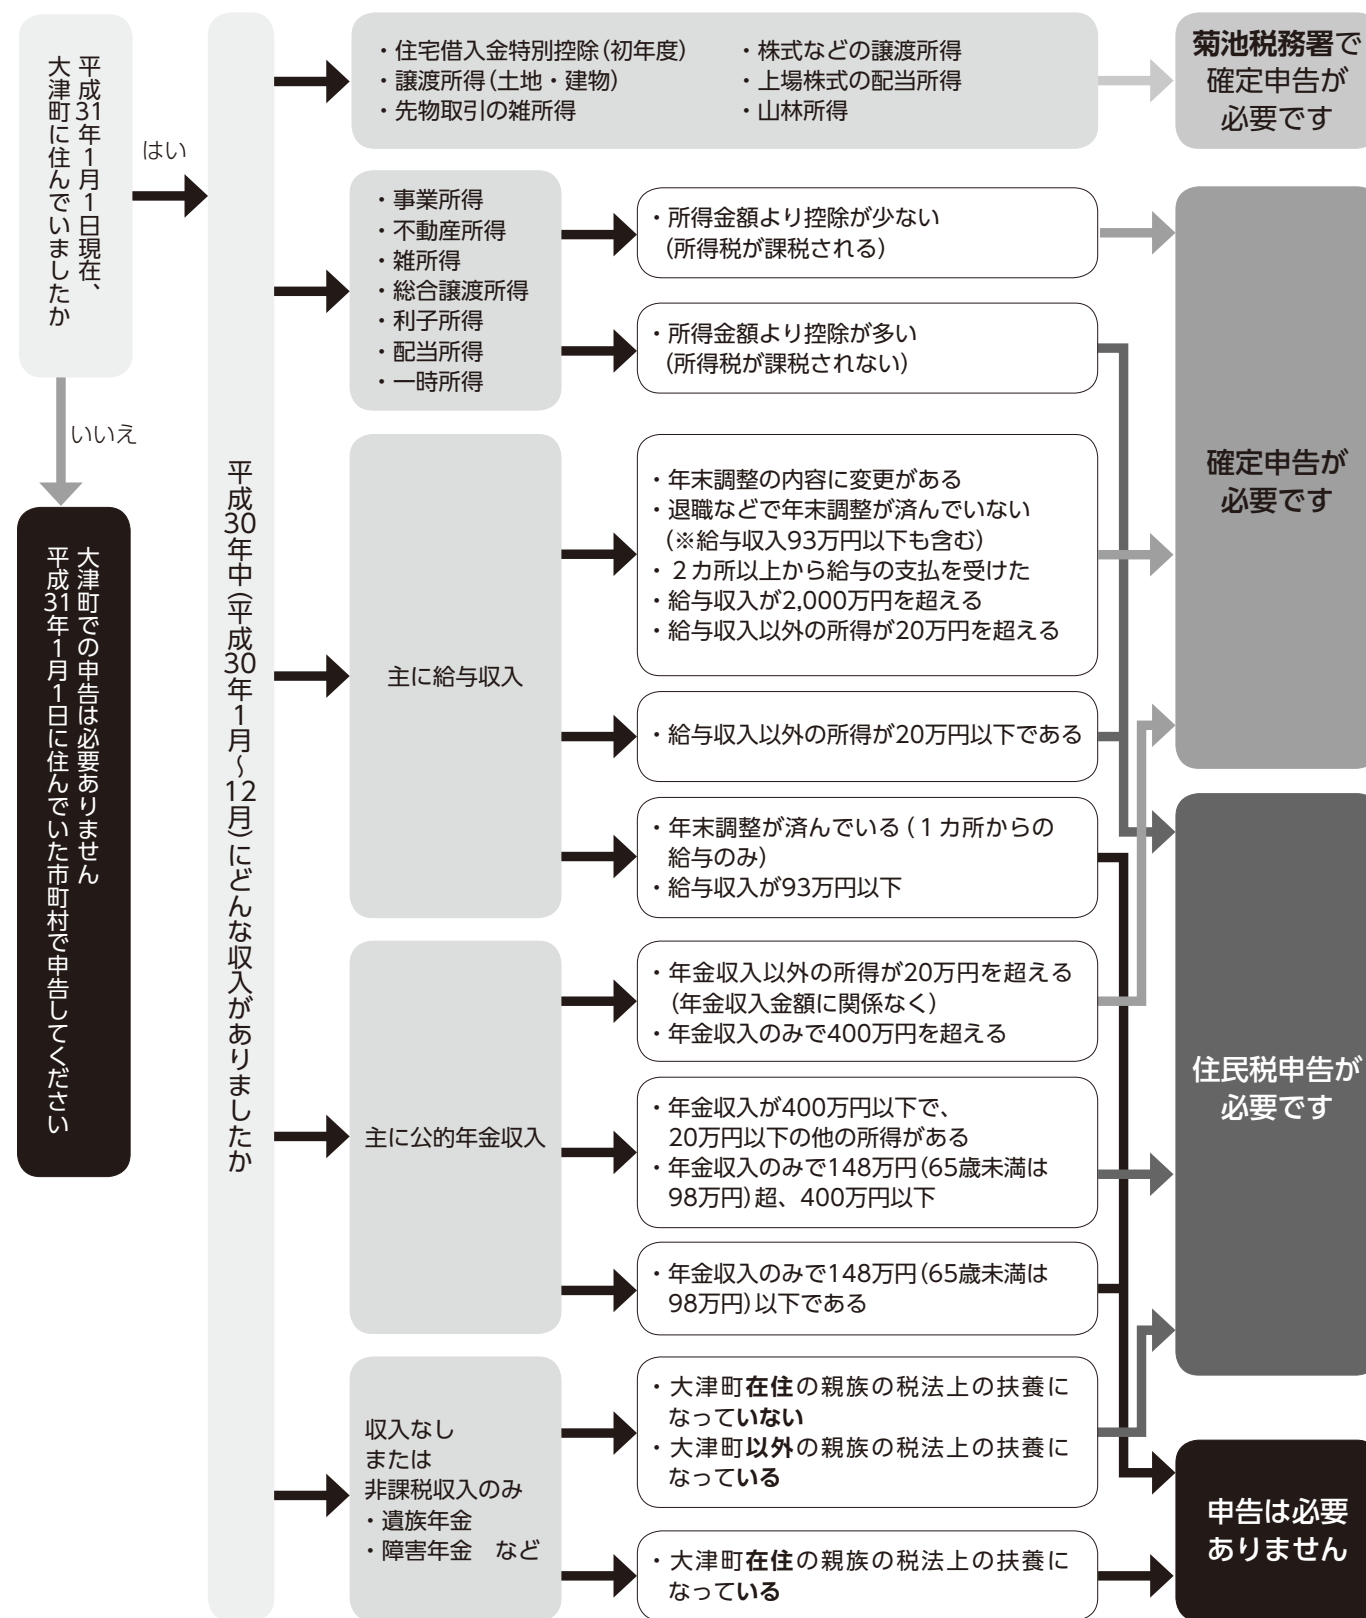 平成31年1月1日現在、
大津町に住んでいましたか
はい
いいえ
大津町での申告は必要ありません
平成31年1月1日に住んでいた市町村で申告してください
平成30年中(平成30年1月～12月)にどんな収入がありましたか
・住宅借入金特別控除(初年度)
・譲渡所得(土地・建物)
・先物取引の雑所得
・株式などの譲渡所得
・上場株式の配当所得
・山林所得
菊池税務署で
確定申告が
必要です
・事業所得
・不動産所得
・雑所得
・総合譲渡所得
・利子所得
・配当所得
・一時所得
・所得金額より控除が少ない
(所得税が課税される)
・所得金額より控除が多い
(所得税が課税されない)
確定申告が
必要です
主に給与収入
・年末調整の内容に変更がある
・退職などで年末調整が済んでいない
(※給与収入93万円以下も含む)
・２カ所以上から給与の支払を受けた
・給与収入が2,000万円を超える
・給与収入以外の所得が20万円を超える
・給与収入以外の所得が20万円以下である
・年末調整が済んでいる(１カ所からの
給与のみ)
・給与収入が93万円以下
主に公的年金収入
・年金収入以外の所得が20万円を超える
(年金収入金額に関係なく)
・年金収入のみで400万円を超える
・年金収入が400万円以下で、
20万円以下の他の所得がある
・年金収入のみで148万円(65歳未満は
98万円)超、400万円以下
・年金収入のみで148万円(65歳未満は
98万円)以下である
住民税申告が
必要です
収入なし
または
非課税収入のみ
・遺族年金
・障害年金　など
・大津町在住の親族の税法上の扶養に
なっていない
・大津町以外の親族の税法上の扶養に
なっている
・大津町在住の親族の税法上の扶養に
なっている
申告は必要
ありません